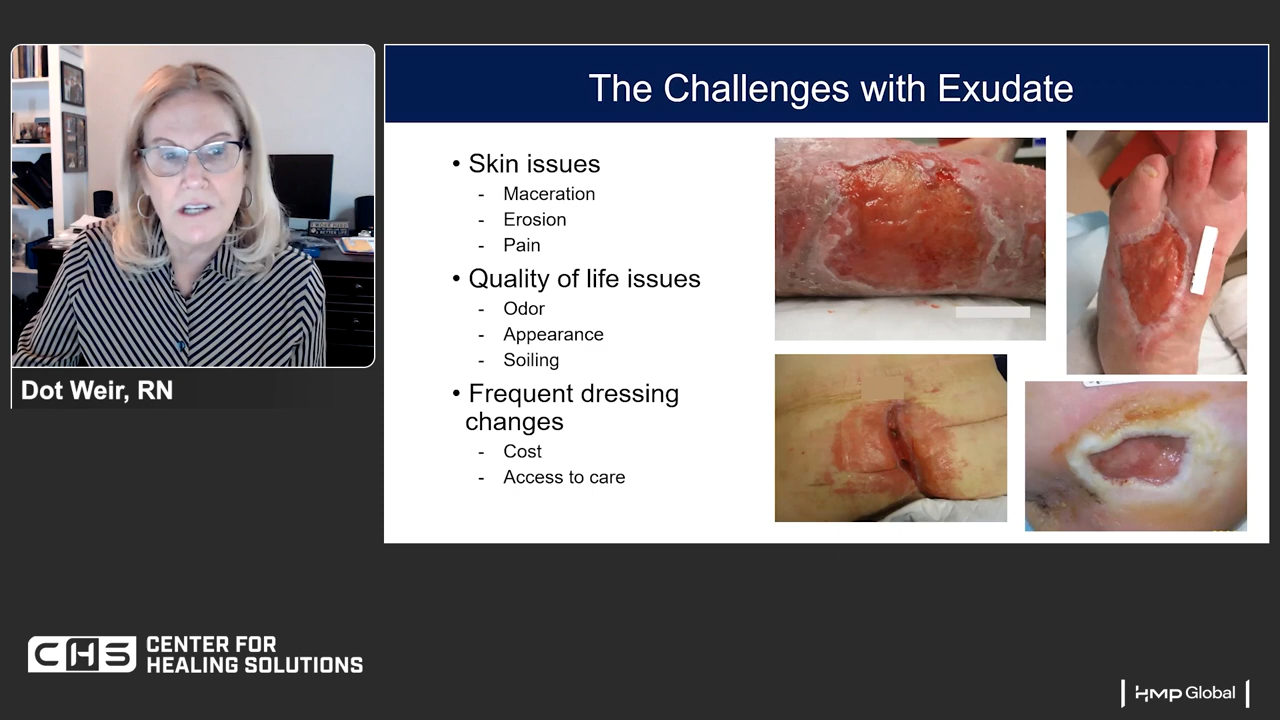 The Challenges with Exudate
• Skin issues
- Maceration
- Erosion
- Pain
• Quality of life issues
- Odor
- Appearance
- Soiling
• Frequent dressing
changes
- Cost
- Access to care
Dot Weir, RN
CHS CENTER FOR
HEALING SOLUTIONS
HMP Global